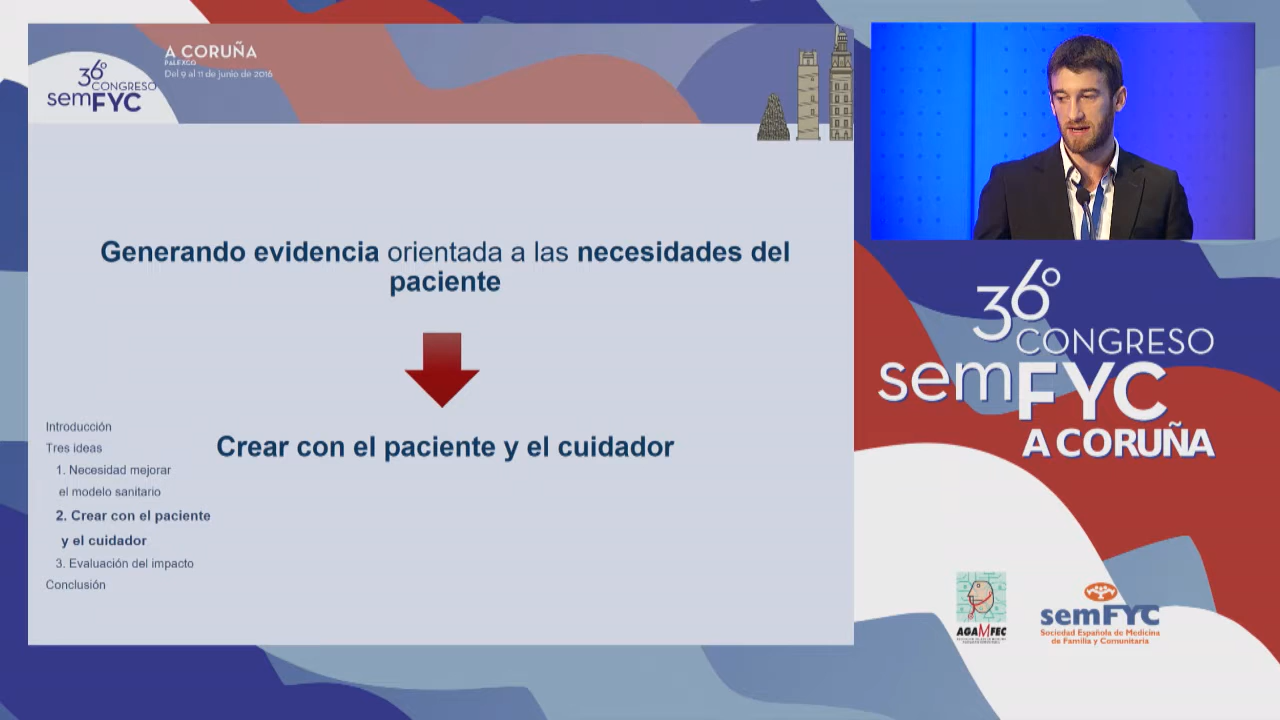 36º
CONGRESO
semFYC
A CORUÑA
PALEXCO
Del 9 al 11 de junio de 2016
Generando evidencia orientada a las necesidades del
paciente
Crear con el paciente y el cuidador
Introducción
Tres ideas
1. Necesidad mejorar
el modelo sanitario
2. Crear con el paciente
y el cuidador
3. Evaluación del impacto
Conclusión
36º
CONGRESO
semFYC
A CORUÑA
AGAMFEC
semFYC
Sociedad Española de Medicina
de Familia y Comunitaria